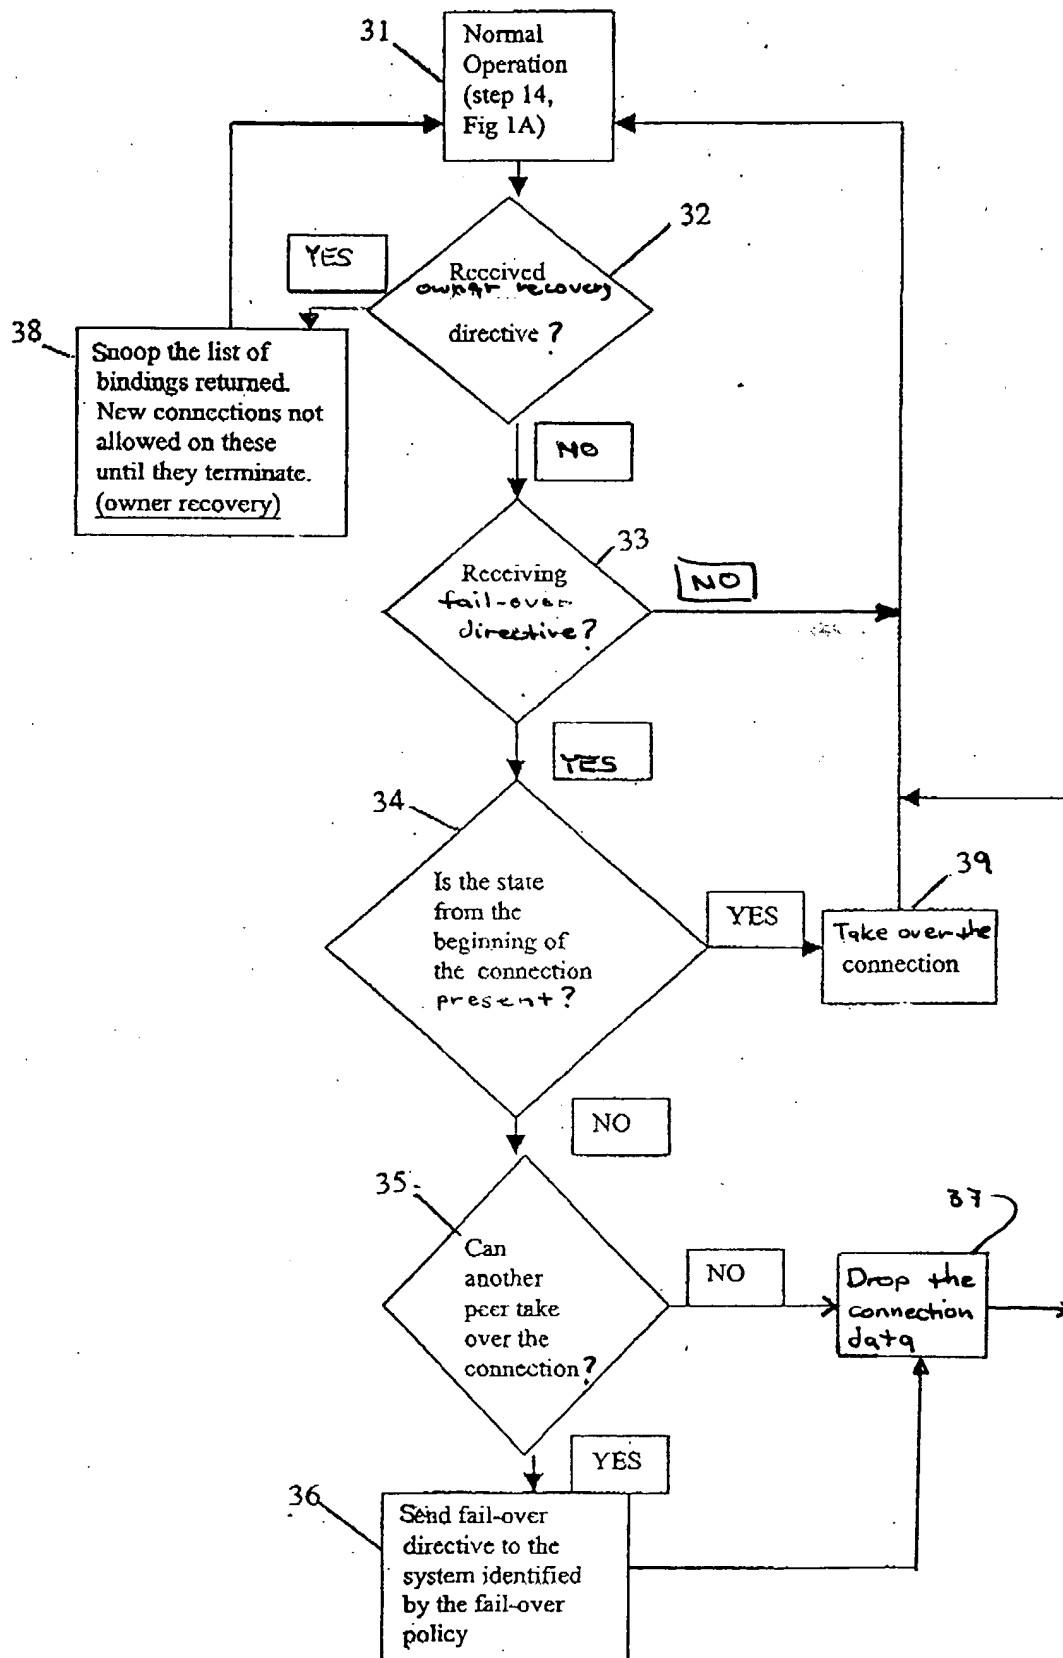 31
Normal
Operation
(step 14,
Fig 1A)
32
YES
Received
owner recovery
directive ?
38
Snoop the list of
bindings returned.
New connections not
allowed on these
until they terminate.
(owner recovery)
NO
33
Receiving
fail-over
directive?
NO
YES
34
Is the state
from the
beginning of
the connection
present?
YES
39
Take over the
connection
NO
35
Can
another
peer take
over the
connection?
NO
37
Drop the
connection
data
YES
36
Send fail-over
directive to the
system identified
by the fail-over
policy